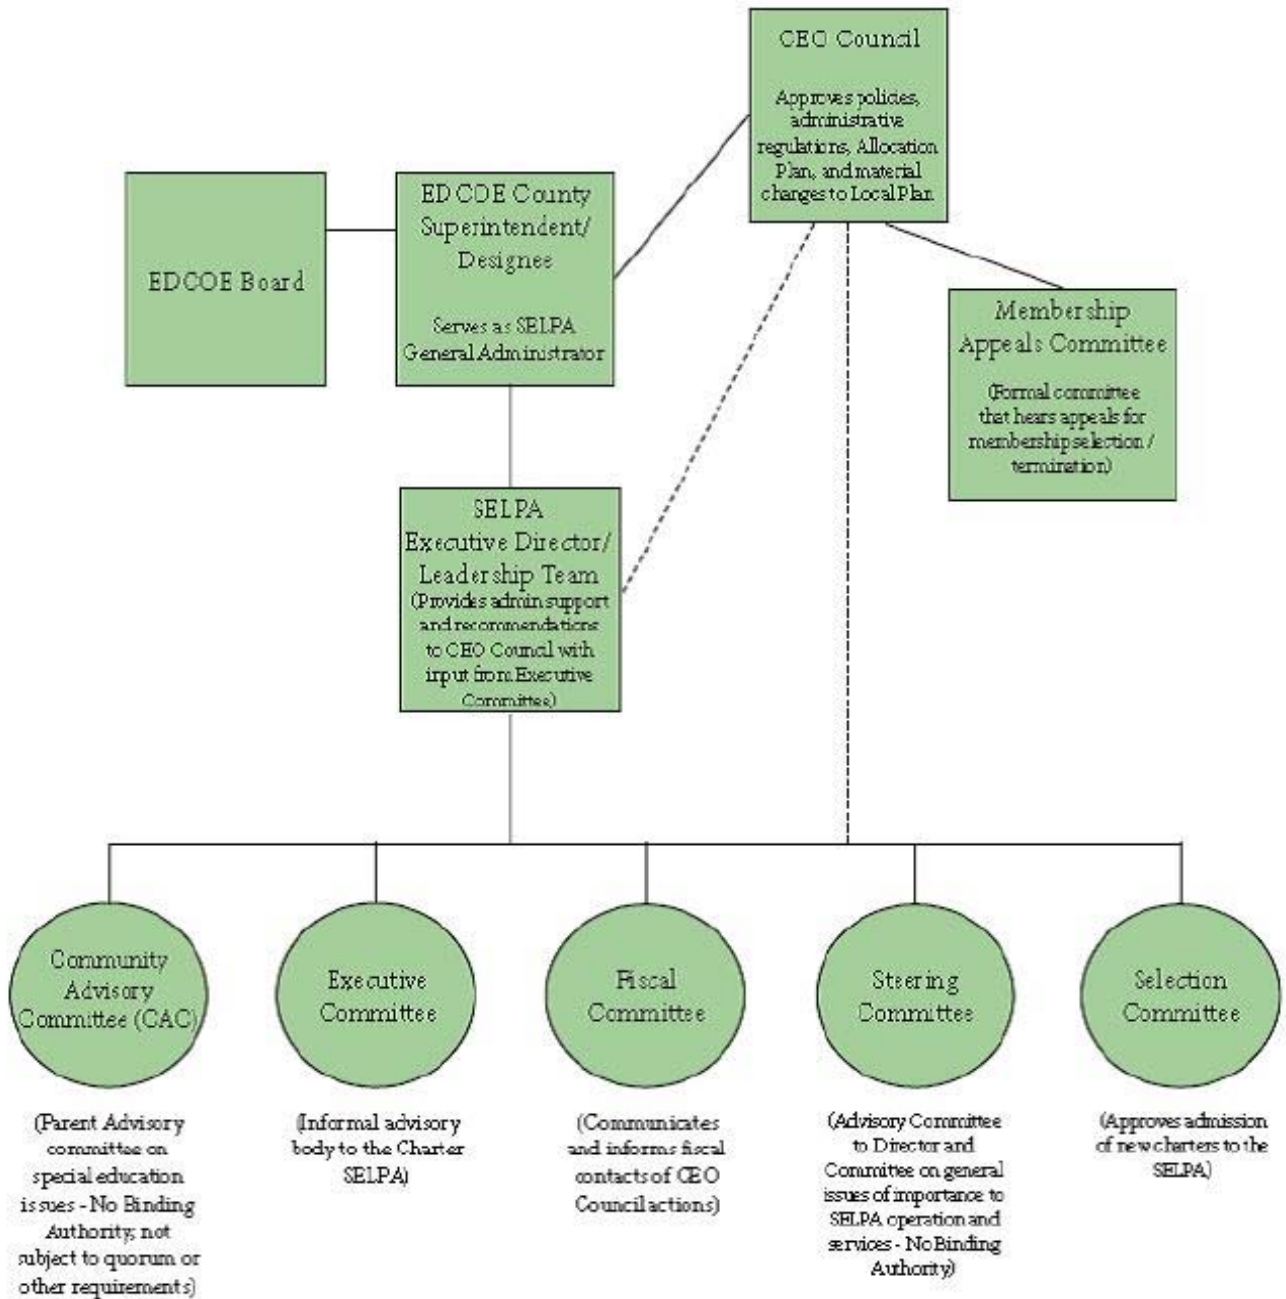 CEO Council
Approves policies,
administrative
regulations, Allocation
Plan, and material
changes to Local Plan
EDCOE Board
EDCOE County
Superintendent/
Designee
Serves as SELPA
General Administrator
Membership
Appeals Committee
(Formal committee
that hears appeals for
membership selection /
termination)
SELPA
Executive Director/
Leadership Team
(Provides admin support
and recommendations
to CEO Council with
input from Executive
Committee)
Community
Advisory
Committee (CAC)
(Parent Advisory
committee on
special education
issues - No Binding
Authority; not
subject to quorum or
other requirements)
Executive
Committee
(Informal advisory
body to the Charter
SELPA)
Fiscal
Committee
(Communicates
and informs fiscal
contacts of CEO
Council actions)
Steering
Committee
(Advisory Committee
to Director and
Committee on general
issues of importance to
SELPA operation and
services - No Binding
Authority)
Selection
Committee
(Approves admission
of new charters to the
SELPA)